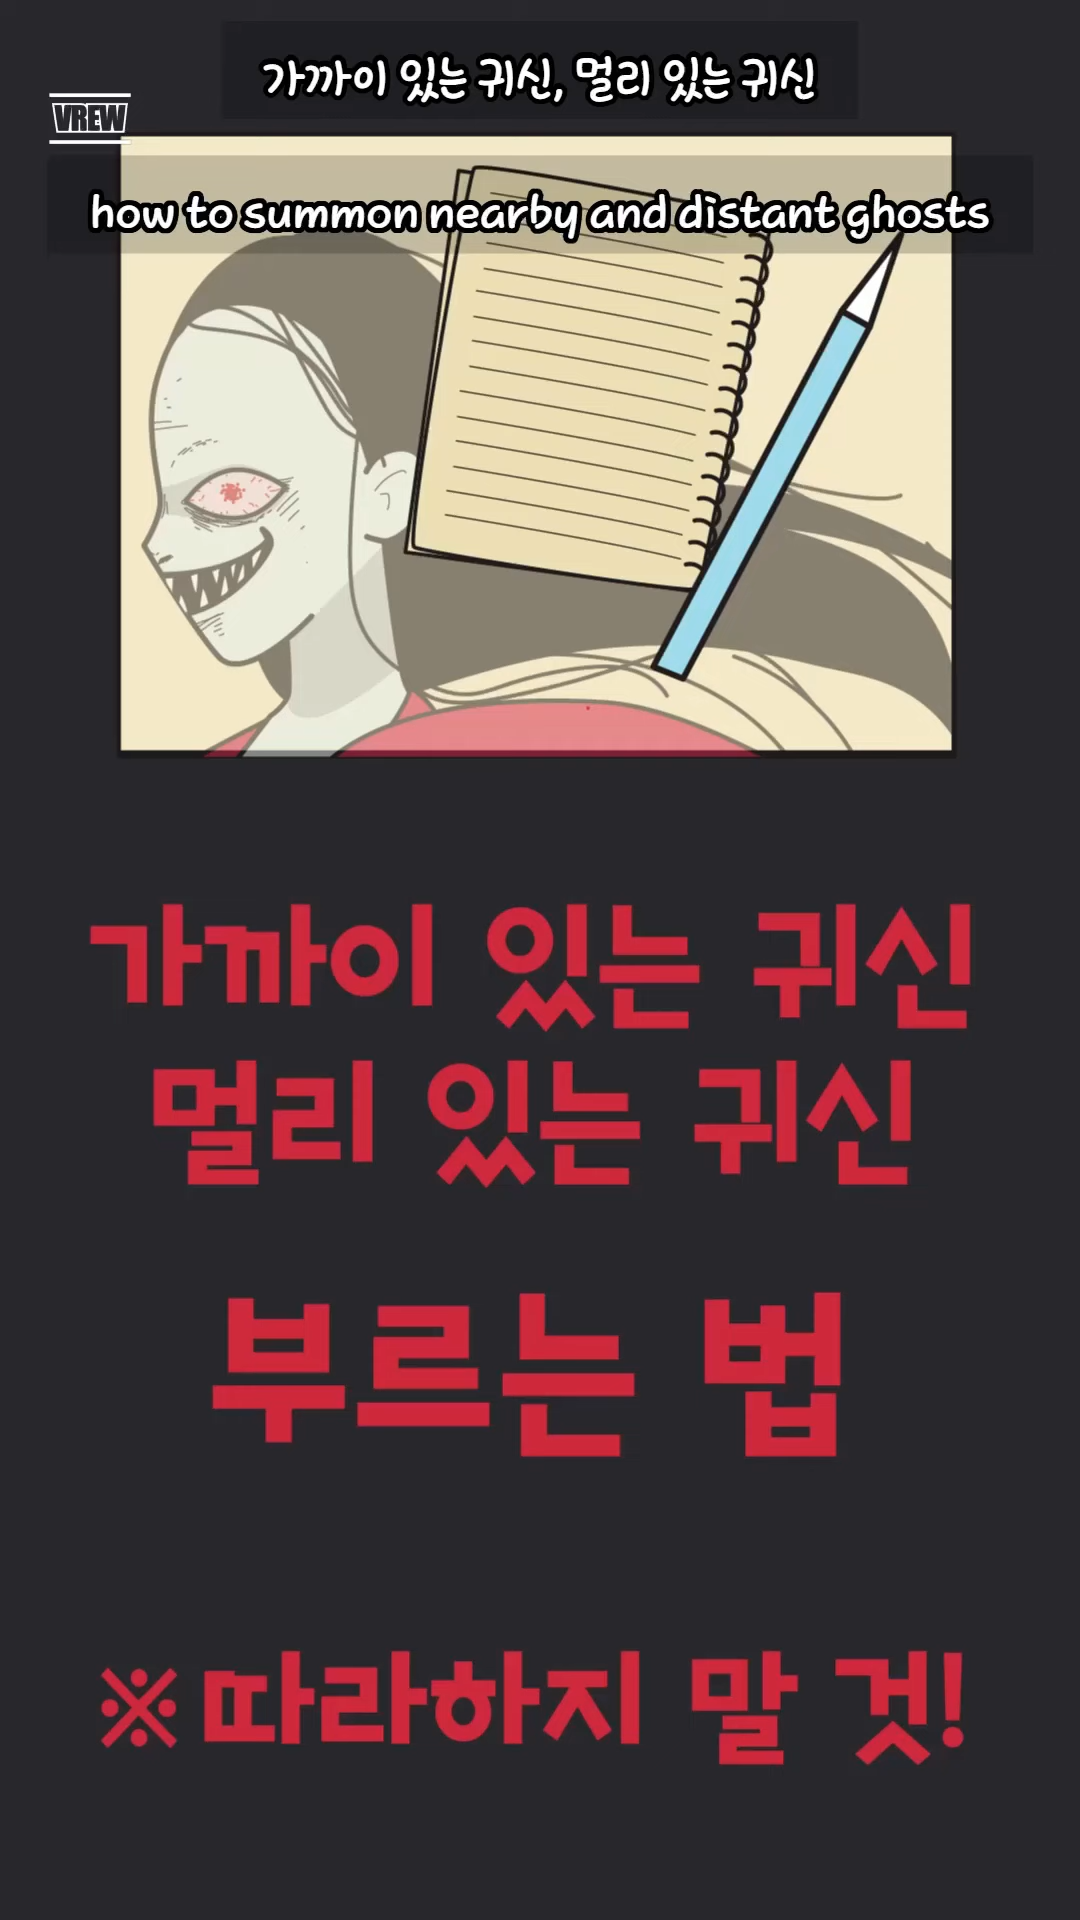 가까이 있는 귀신, 멀리 있는 귀신
VREW
how to summon nearby and distant ghosts
가까이 있는 귀신
멀리 있는 귀신
부르는 법
※따라하지 말 것!